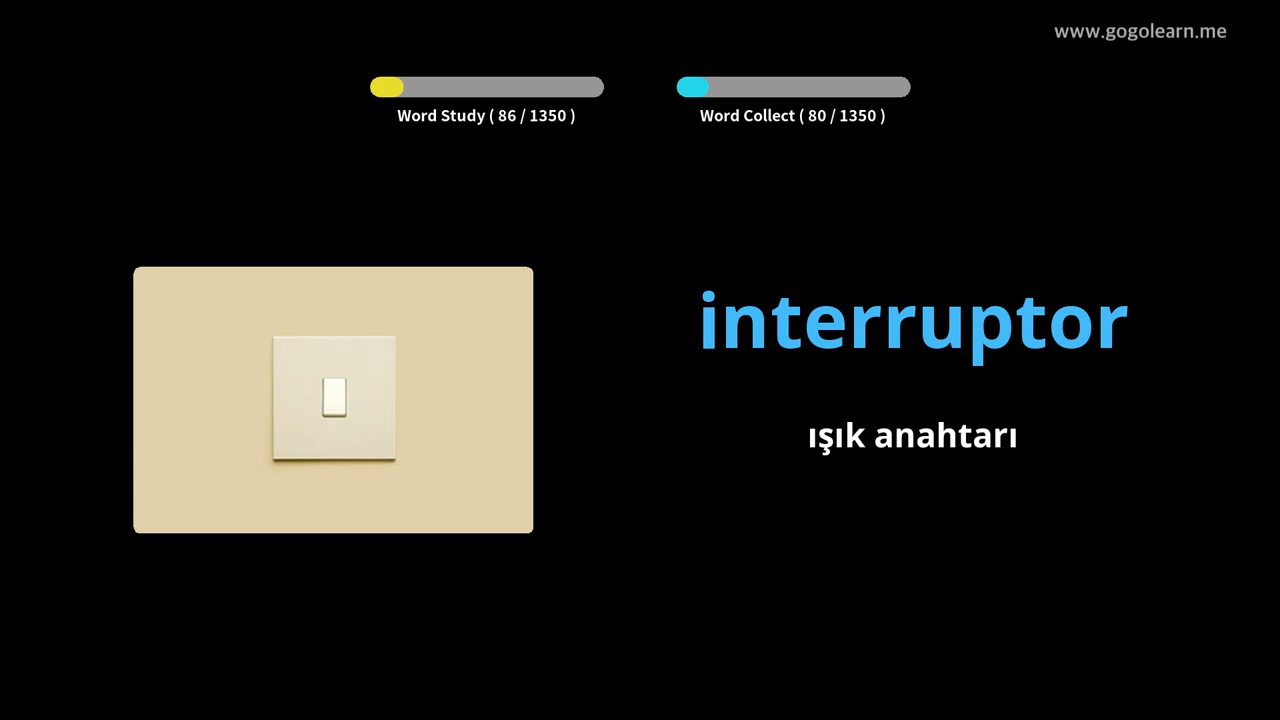 www.gogolearn.me
Word Study ( 86 / 1350 )
Word Collect ( 80 / 1350 )
interruptor
ışık anahtarı